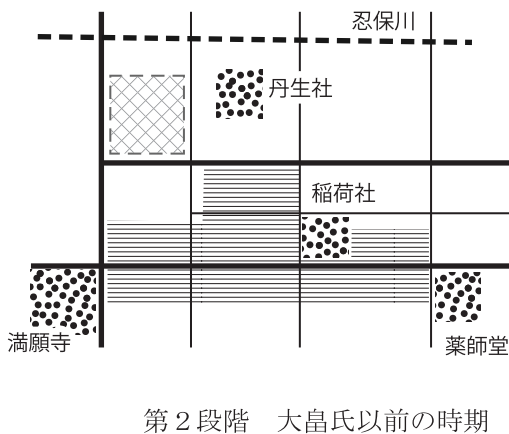 忍保川
丹生社
稲荷社
満願寺
薬師堂
第２段階　大畠氏以前の時期